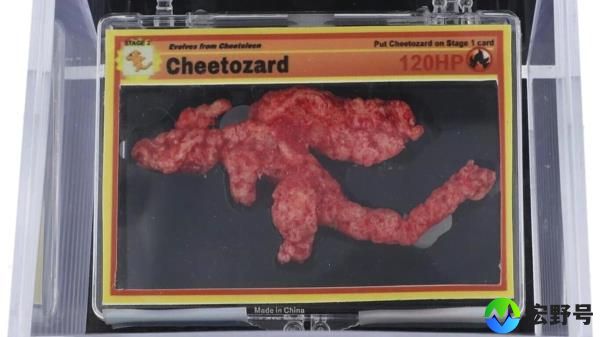 STAGE 2
Evolves from Cheetoleon
Put Cheetozard on Stage 1 card
Cheetozard
120HP
Made in China
宏野号